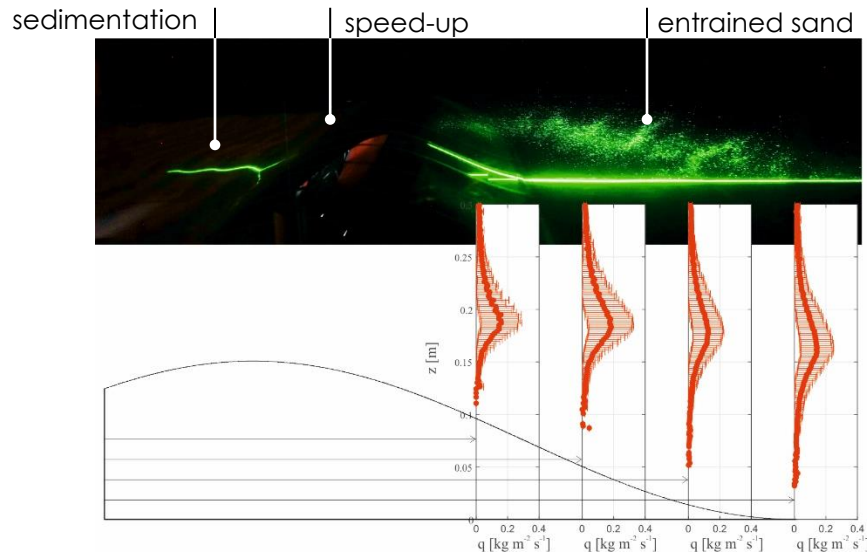 sedimentation
speed-up
entrained sand
0.3
0.25
0.2
0.15
0.1
0.05
0
z [m]
0 0.2 0.4
0 0.2 0.4
0 0.2 0.4
0 0.2 0.4
q [kg m⁻² s⁻¹]
q [kg m⁻² s⁻¹]
q [kg m⁻² s⁻¹]
q [kg m⁻² s⁻¹]